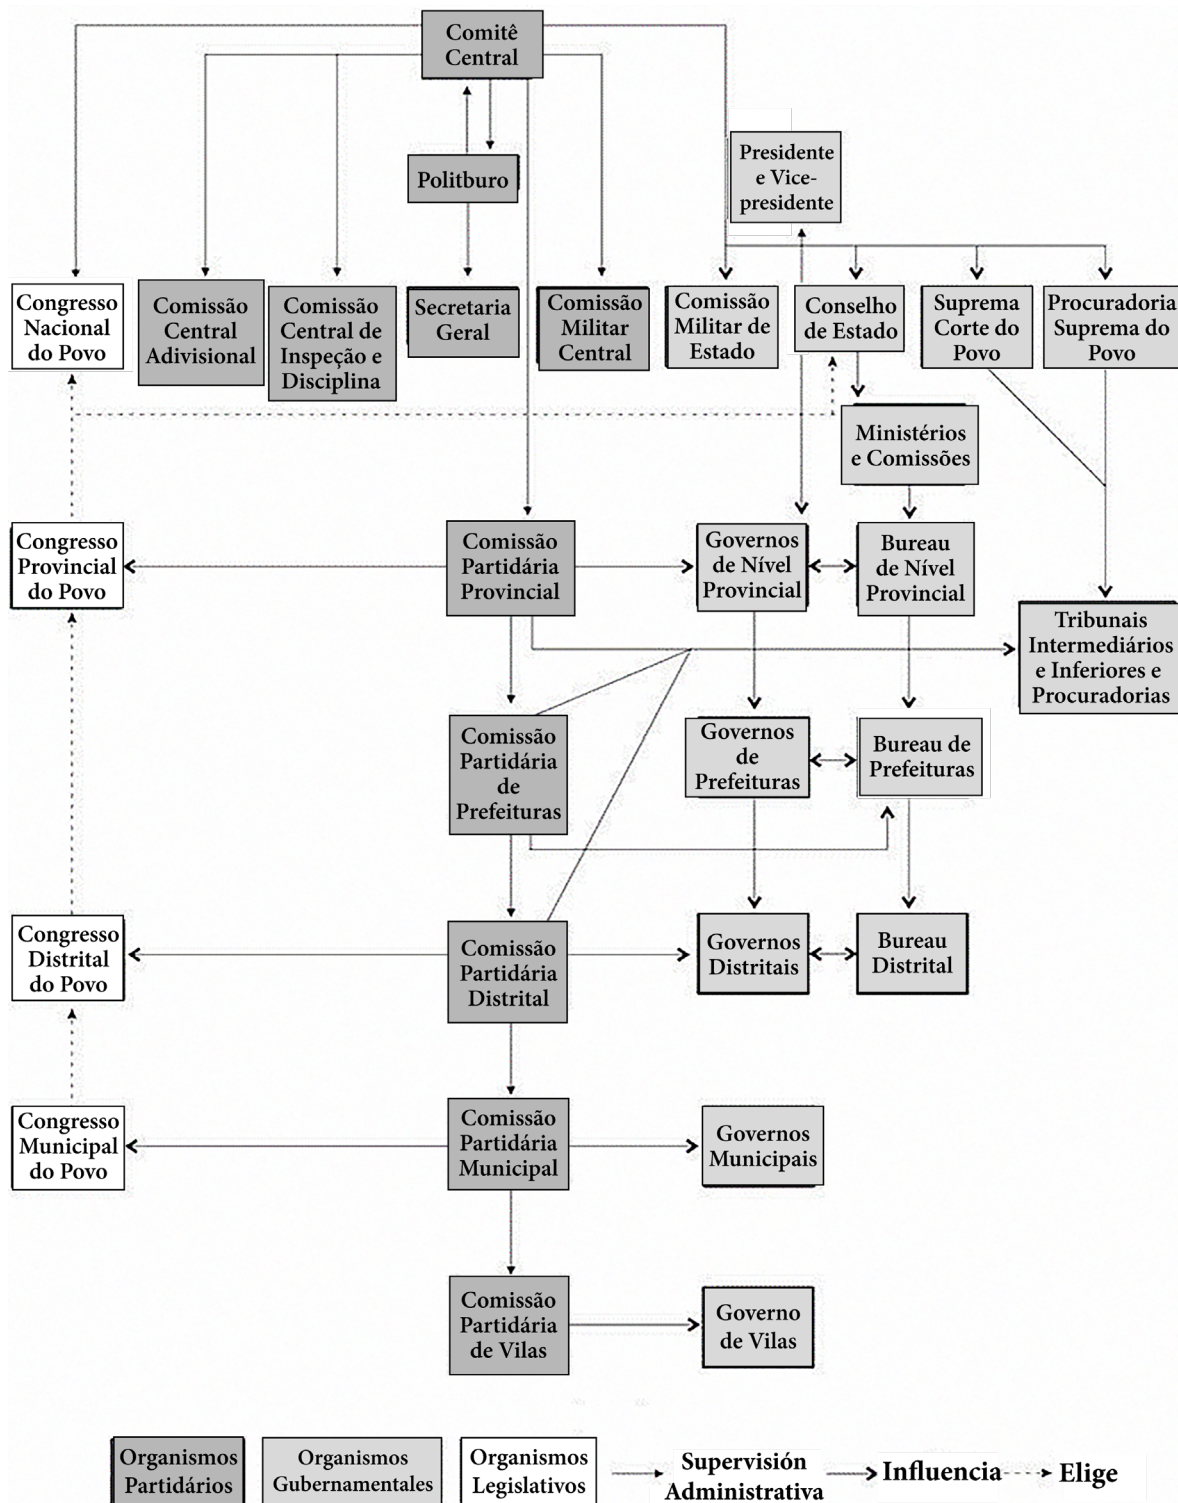 Comitê
Central
Politburo
Presidente
e Vice-
presidente
Congresso
Nacional
do Povo
Comissão
Central
Adivisional
Comissão
Central de
Inspeção e
Disciplina
Secretaria
Geral
Comissão
Militar
Central
Comissão
Militar de
Estado
Conselho
de Estado
Suprema
Corte do
Povo
Procuradoria
Suprema do
Povo
Ministérios
e Comissões
Congresso
Provincial
do Povo
Comissão
Partidária
Provincial
Governos
de Nível
Provincial
Bureau
de Nível
Provincial
Tribunais
Intermediários
e Inferiores e
Procuradorias
Comissão
Partidária
de
Prefeituras
Governos
de
Prefeituras
Bureau de
Prefeituras
Congresso
Distrital
do Povo
Comissão
Partidária
Distrital
Governos
Distritais
Bureau
Distrital
Congresso
Municipal
do Povo
Comissão
Partidária
Municipal
Governos
Municipais
Comissão
Partidária
de Vilas
Governo
de Vilas
Organismos
Partidários
Organismos
Gubernamentales
Organismos
Legislativos
Supervisión
Administrativa
Influencia
Elige